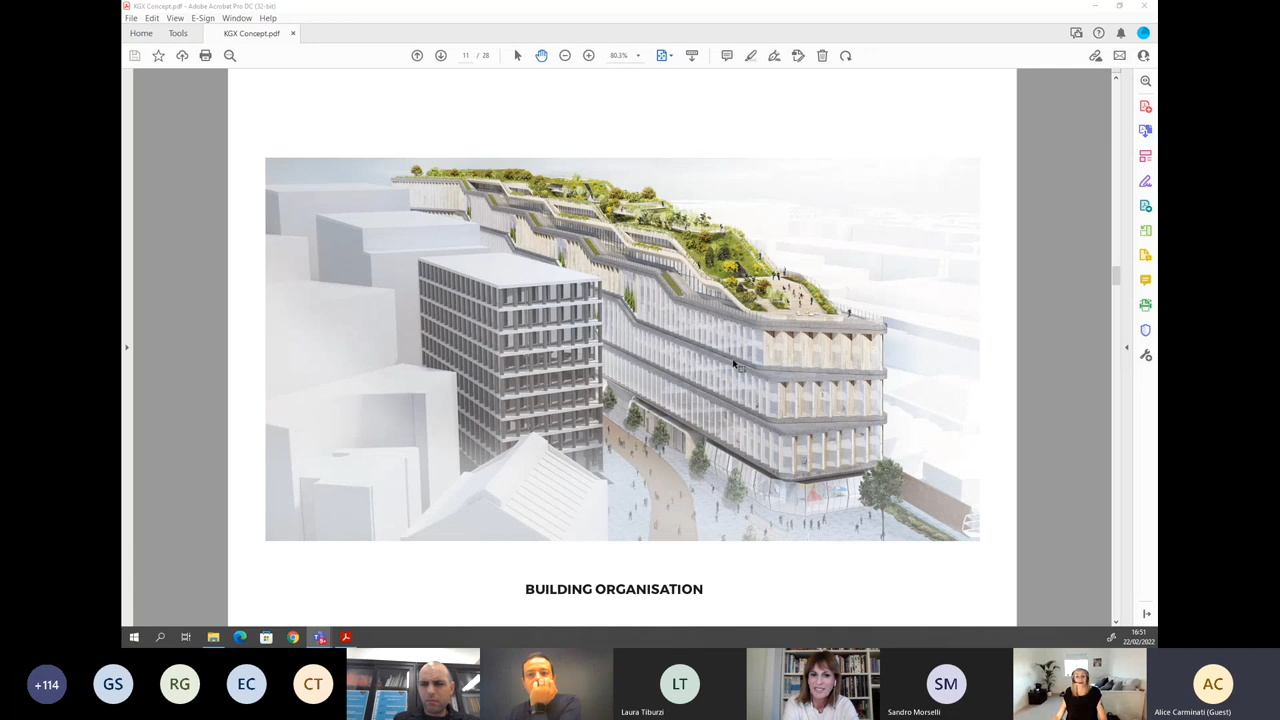 KGX Concept.pdf - Adobe Acrobat Pro DC (32-bit)
File Edit View E-Sign Window Help
Home Tools KGX Concept.pdf ×
11 / 28 80.3%
BUILDING ORGANISATION
16:51
22/02/2022
+114 GS RG EC CT LT SM AC
Laura Tiburzi Sandro Morselli Alice Carminati (Guest)